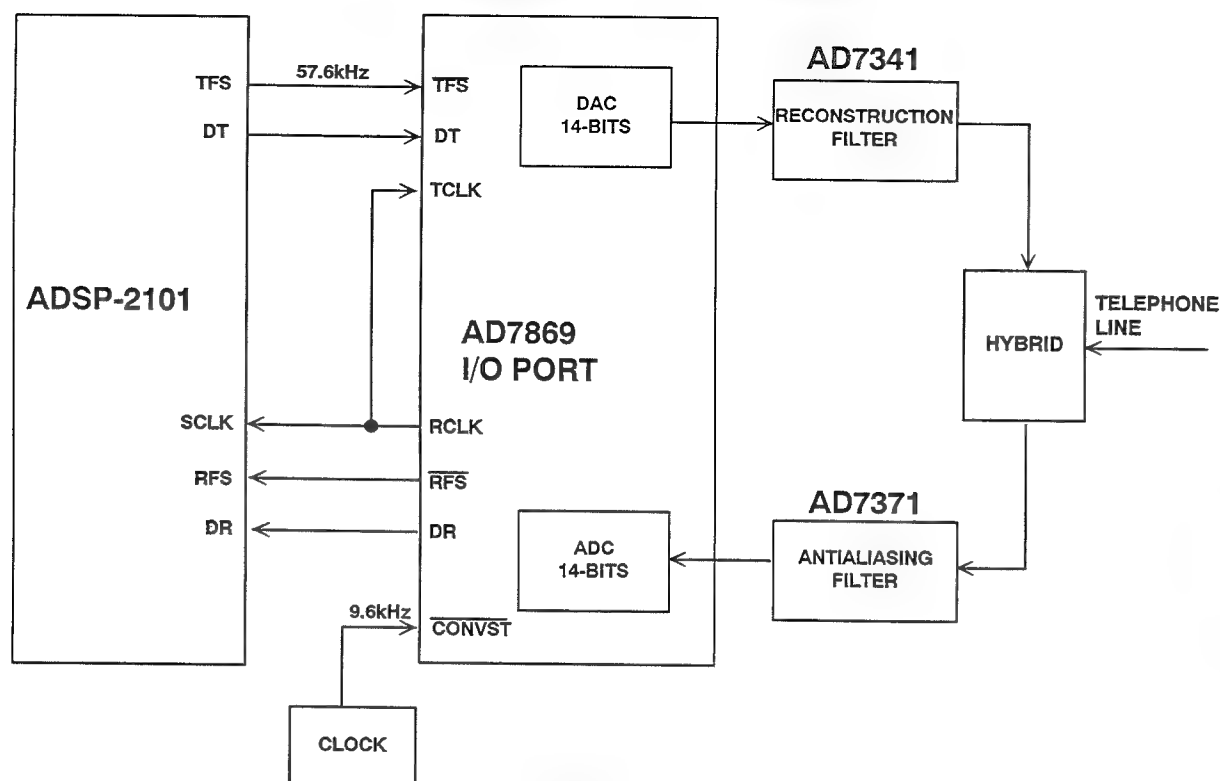 ADSP-2101
TFS
DT
SCLK
RFS
DR
57.6kHz
9.6kHz
CLOCK
TFS
DT
TCLK
AD7869
I/O PORT
RCLK
RFS
DR
CONVST
DAC
14-BITS
ADC
14-BITS
AD7341
RECONSTRUCTION
FILTER
HYBRID
TELEPHONE
LINE
AD7371
ANTIALIASING
FILTER